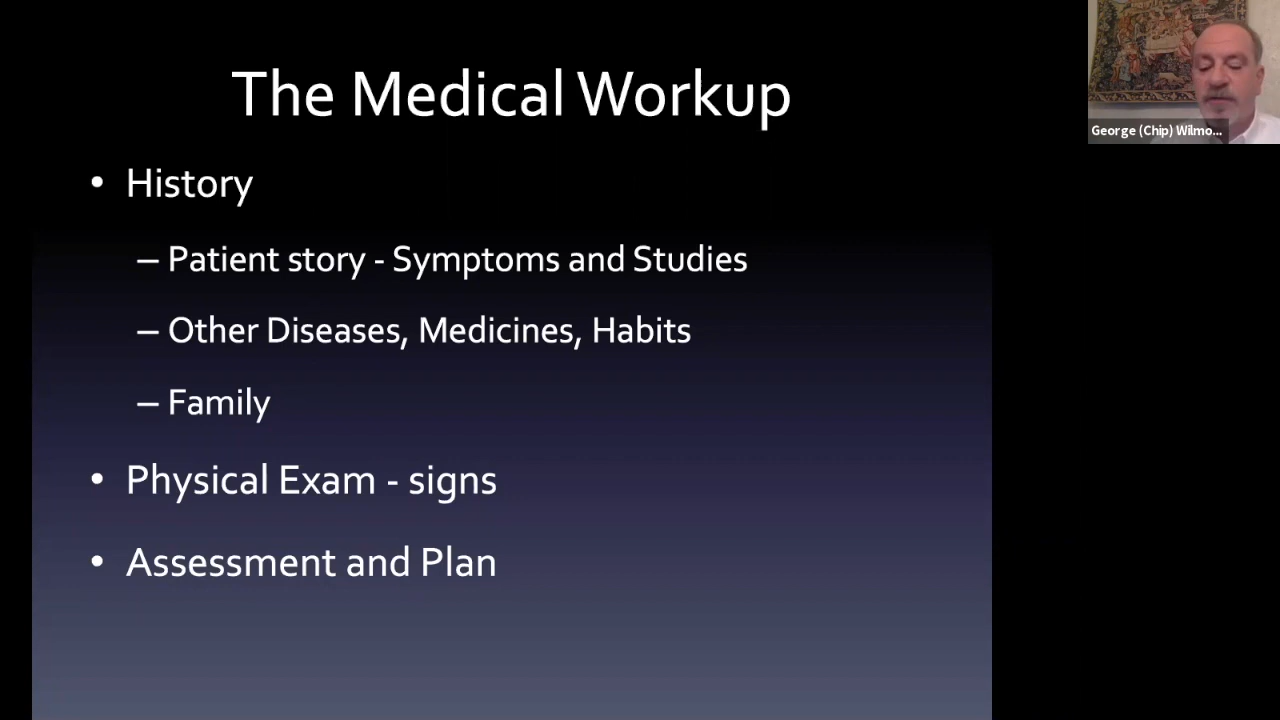 The Medical Workup
George (Chip) Wilmo...
• History
– Patient story - Symptoms and Studies
– Other Diseases, Medicines, Habits
– Family
• Physical Exam - signs
• Assessment and Plan